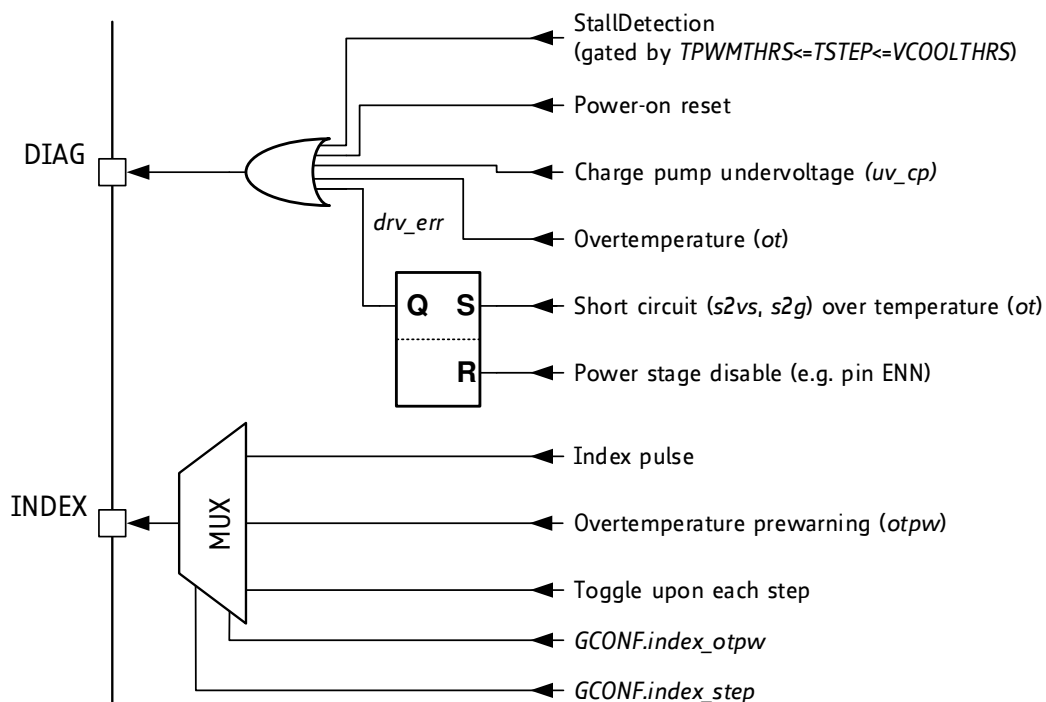 StallDetection
(gated by TPWMTHRS<=TSTEP<=VCOOLTHRS)
Power-on reset
DIAG
Charge pump undervoltage (uv_cp)
drv_err
Overtemperature (ot)
Q S
Short circuit (s2vs, s2g) over temperature (ot)
R
Power stage disable (e.g. pin ENN)
Index pulse
INDEX
MUX
Overtemperature prewarning (otpw)
Toggle upon each step
GCONF.index_otpw
GCONF.index_step